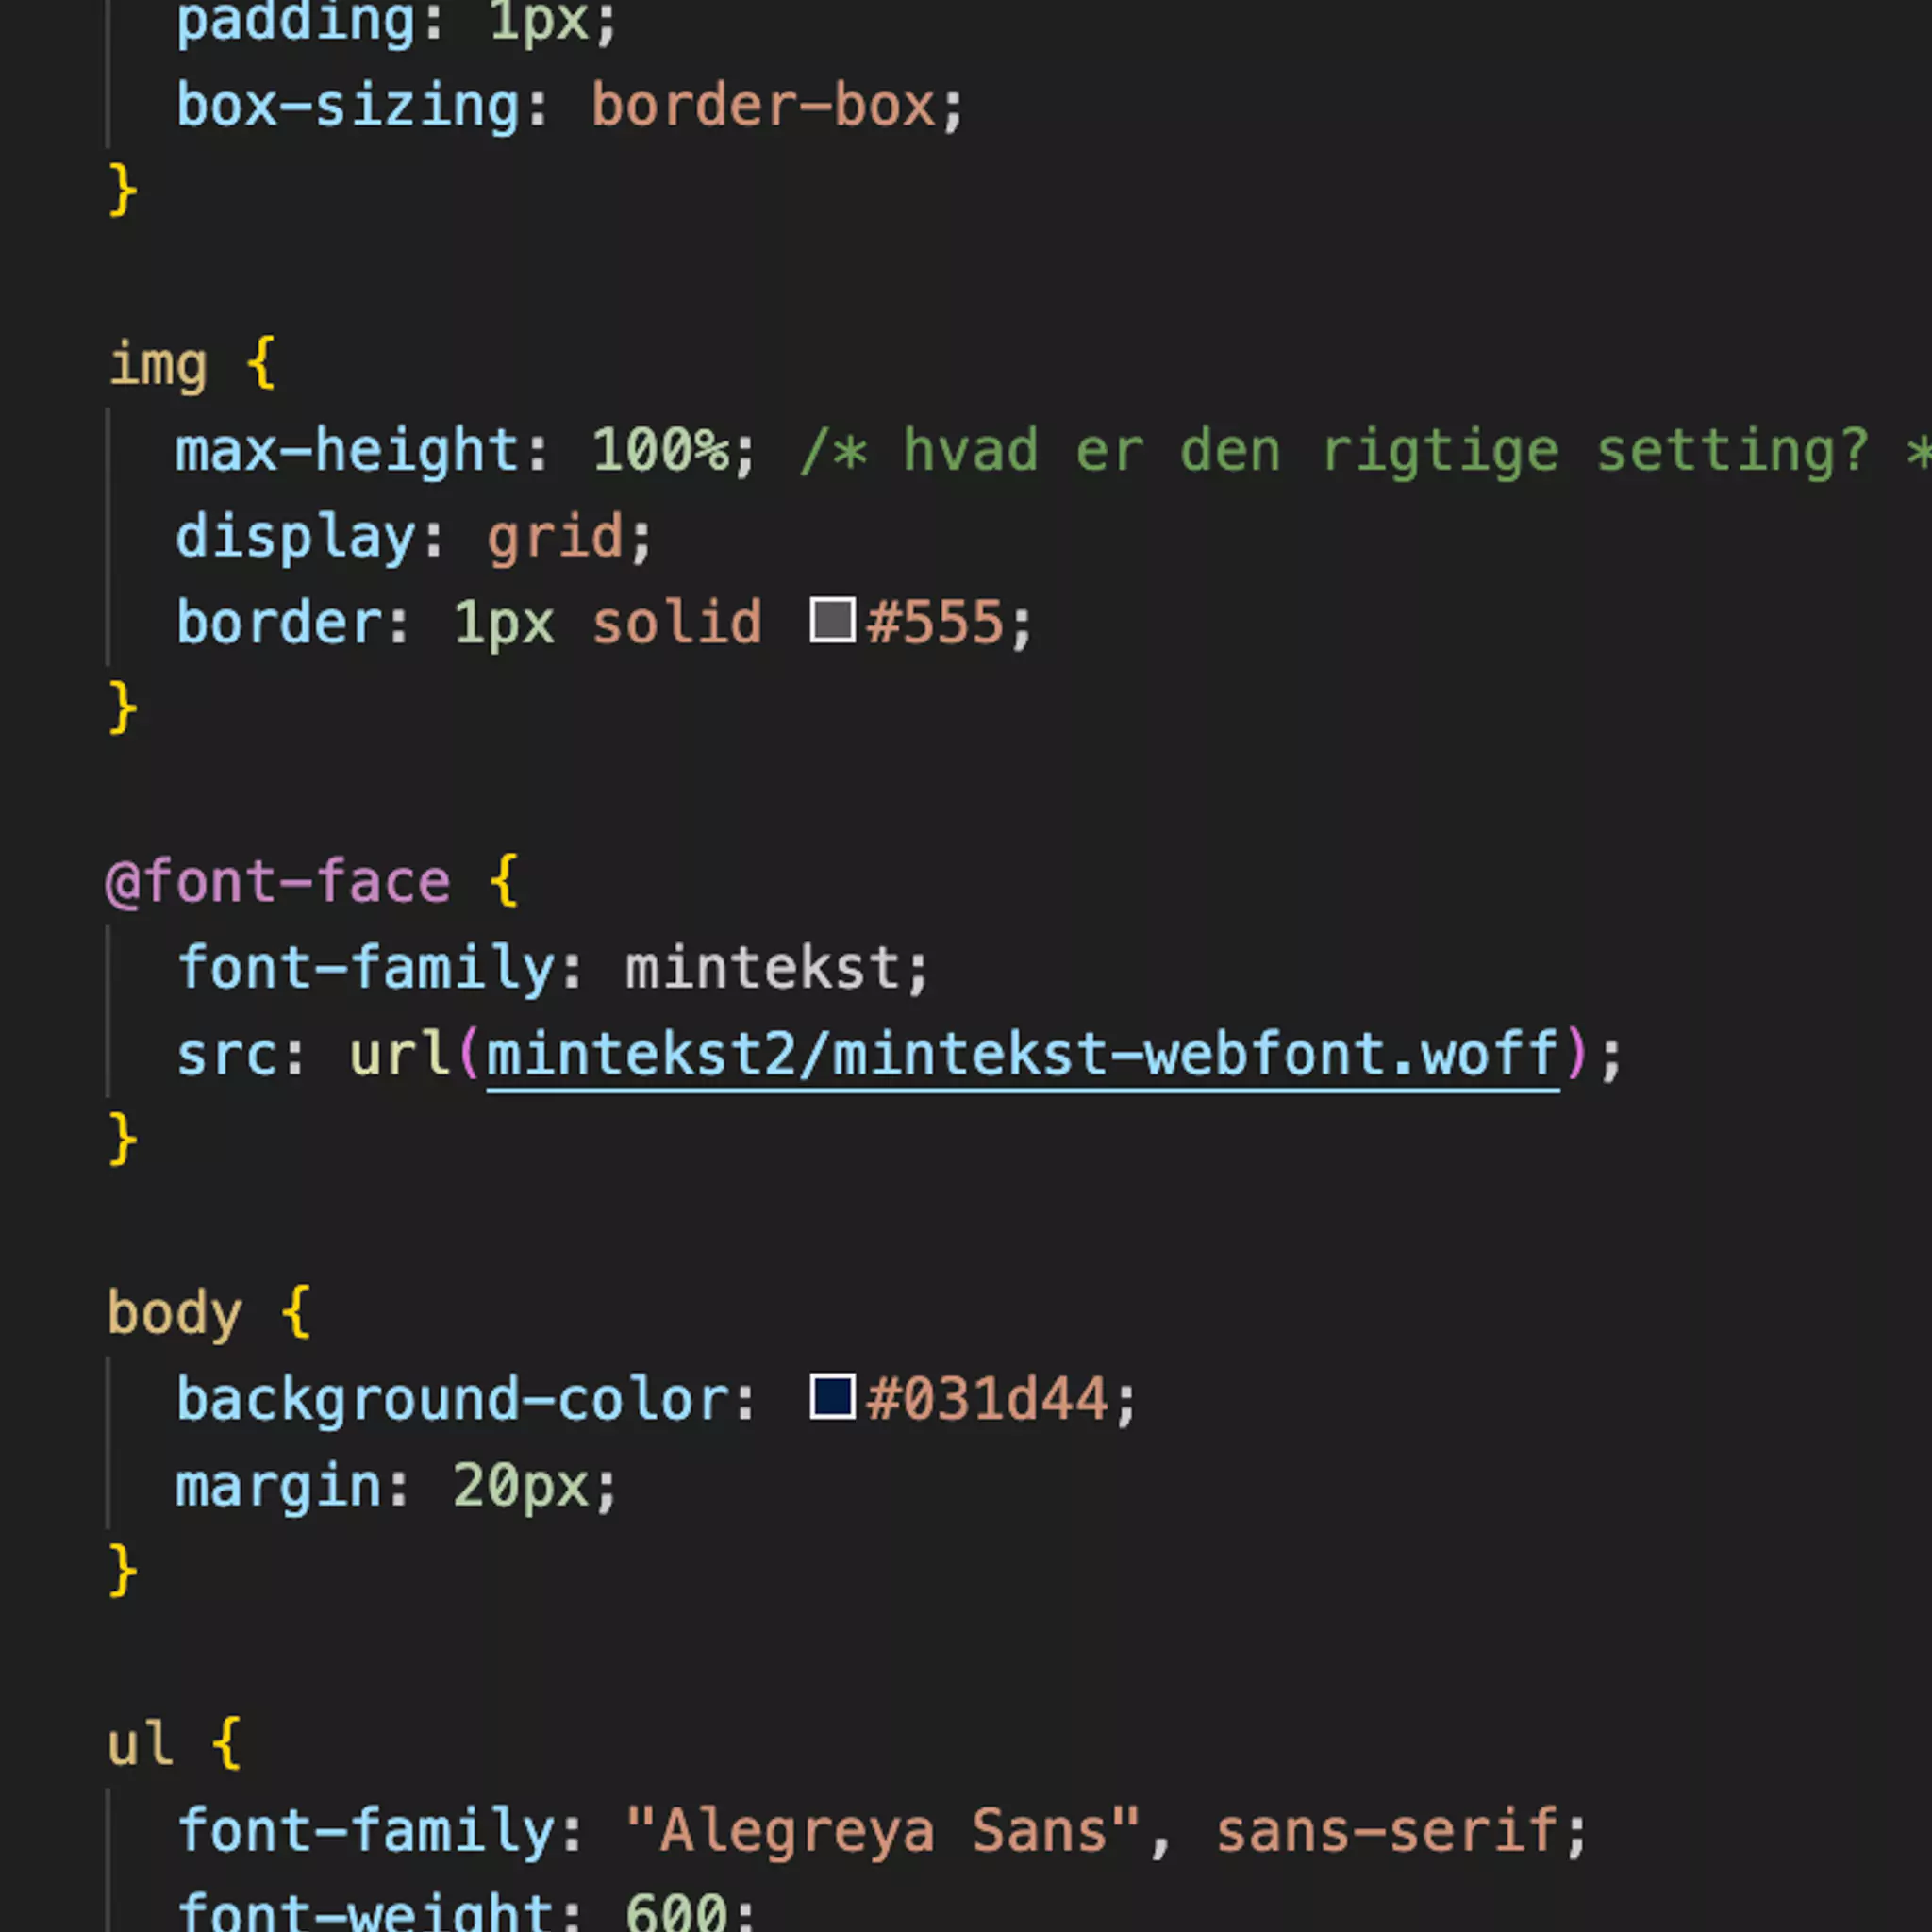 padding: 1px;
box-sizing: border-box;
}
img {
max-height: 100%; /* hvad er den rigtige setting? *
display: grid;
border: 1px solid #555;
}
@font-face {
font-family: mintekst;
src: url(mintekst2/mintekst-webfont.woff);
}
body {
background-color: #031d44;
margin: 20px;
}
ul {
font-family: "Alegreya Sans", sans-serif;
font-weight: 600;